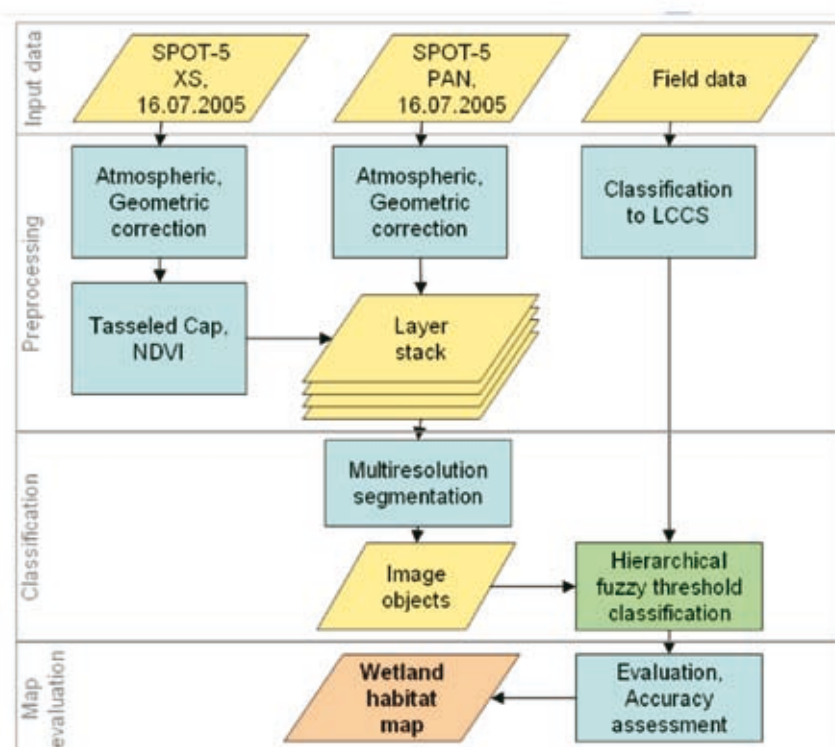 Input data
SPOT-5
XS,
16.07.2005
SPOT-5
PAN,
16.07.2005
Field data
Preprocessing
Atmospheric,
Geometric
correction
Atmospheric,
Geometric
correction
Classification
to LCCS
Tasseled Cap,
NDVI
Layer
stack
Classification
Multiresolution
segmentation
Image
objects
Hierarchical
fuzzy threshold
classification
Map
evaluation
Wetland
habitat
map
Evaluation,
Accuracy
assessment